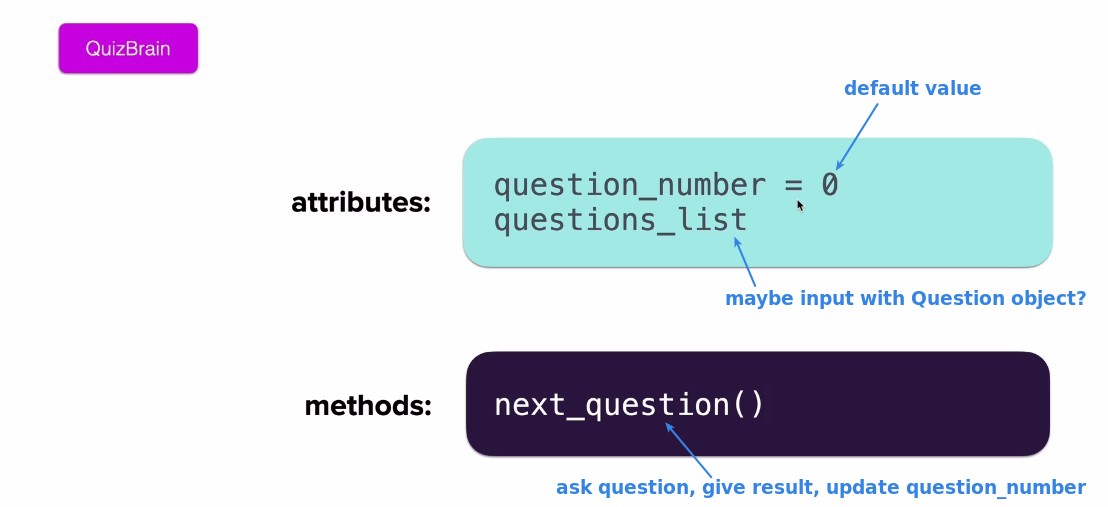 QuizBrain
default value
attributes:
question_number = 0
questions_list
maybe input with Question object?
methods:
next_question()
ask question, give result, update question_number